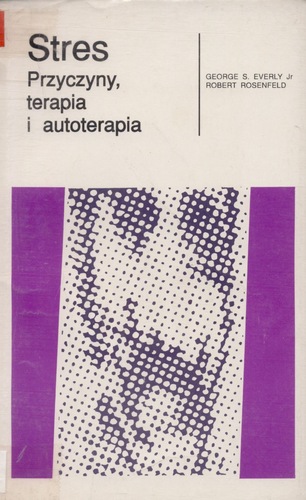 Stres
Przyczyny,
terapia
i autoterapia
GEORGE S. EVERLY Jr
ROBERT ROSENFELD